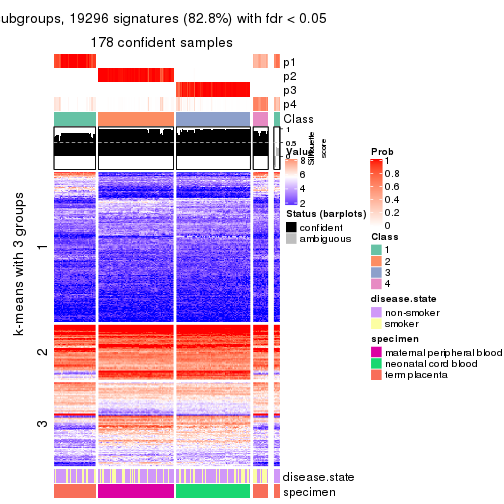 ubgroups, 19296 signatures (82.8%) with fdr < 0.05
178 confident samples
p1
p2
p3
p4
Class
1
0.5
0
Silhouette
score
k-means with 3 groups
1
2
3
disease.state
specimen
Value
8
6
4
2
Status (barplots)
confident
ambiguous
Prob
1
0.8
0.6
0.4
0.2
0
Class
1
2
3
4
disease.state
non-smoker
smoker
specimen
maternal peripheral blood
neonatal cord blood
term placenta